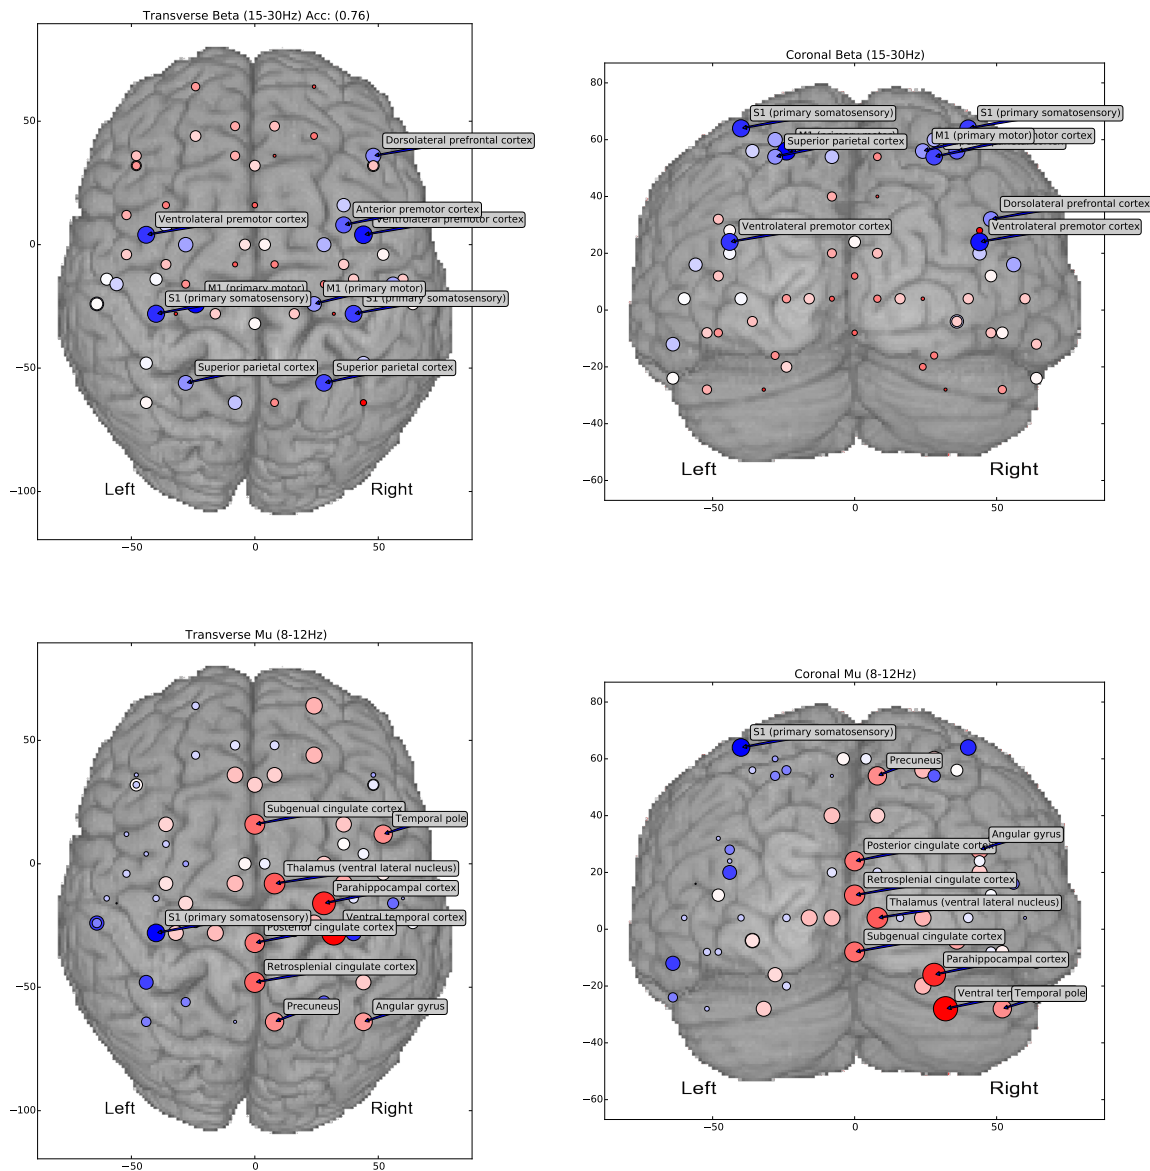 Transverse Beta (15-30Hz) Acc: (0.76)
Dorsolateral prefrontal cortex
Anterior premotor cortex
Ventrolateral premotor cortex
Ventrolateral premotor cortex
M1 (primary motor)
M1 (primary motor)
S1 (primary somatosensory)
S1 (primary somatosensory)
Superior parietal cortex
Superior parietal cortex
Left
Right
50
0
−50
−100
−50
0
50
Coronal Beta (15-30Hz)
S1 (primary somatosensory)
S1 (primary somatosensory)
M1 (primary motor)
motor cortex
Superior parietal cortex
Dorsolateral prefrontal cortex
Ventrolateral premotor cortex
Ventrolateral premotor cortex
Left
Right
80
60
40
20
0
−20
−40
−60
−50
0
50
Transverse Mu (8-12Hz)
Subgenual cingulate cortex
Temporal pole
Thalamus (ventral lateral nucleus)
Parahippocampal cortex
S1 (primary somatosensory)
Ventral temporal cortex
Posterior cingulate cortex
Retrosplenial cingulate cortex
Precuneus
Angular gyrus
Left
Right
50
0
−50
−100
−50
0
50
Coronal Mu (8-12Hz)
S1 (primary somatosensory)
Precuneus
Angular gyrus
Posterior cingulate cortex
Retrosplenial cingulate cortex
Thalamus (ventral lateral nucleus)
Subgenual cingulate cortex
Parahippocampal cortex
Ventral
Temporal pole
Left
Right
80
60
40
20
0
−20
−40
−60
−50
0
50